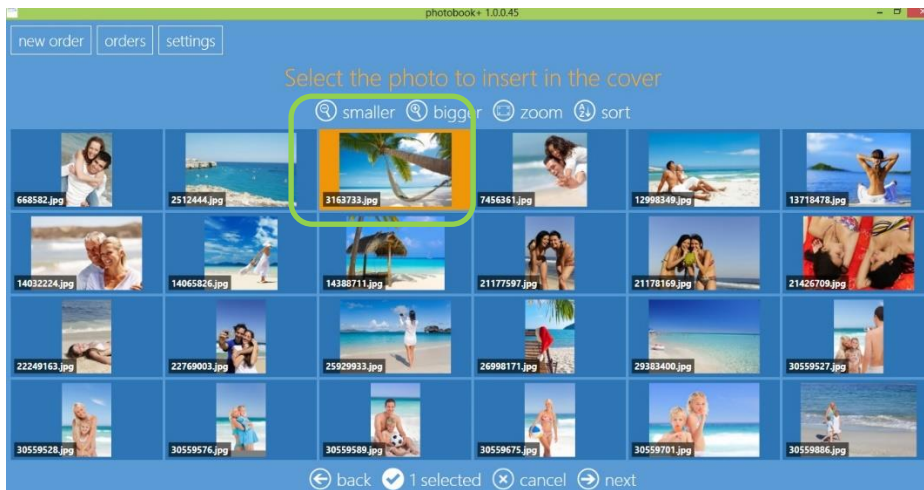 photobook+ 1.0.0.45
new order orders settings
Select the photo to insert in the cover
smaller bigger zoom sort
668582.jpg 2512444.jpg 3163733.jpg 7456361.jpg 12998349.jpg 13718478.jpg
14032224.jpg 14065826.jpg 14388711.jpg 21177597.jpg 21178169.jpg 21426709.jpg
22249163.jpg 22769003.jpg 25929933.jpg 26998171.jpg 29383400.jpg 30559527.jpg
30559528.jpg 30559576.jpg 30559589.jpg 30559675.jpg 30559701.jpg 30559886.jpg
back 1 selected cancel next